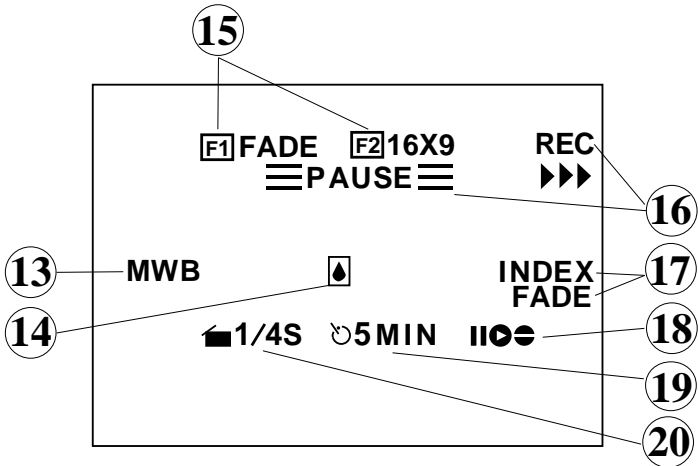 15
F1 FADE F2 16X9 REC
PAUSE
16
13 MWB INDEX 17
FADE
14 1/4S 5MIN 18
19
20